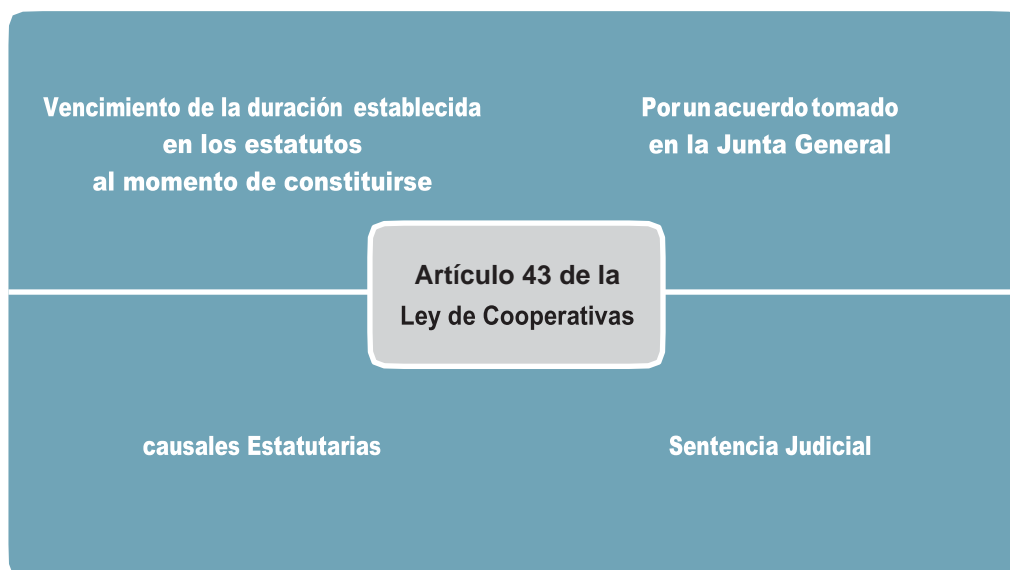 Vencimiento de la duración establecida
en los estatutos
al momento de constituirse
Por un acuerdo tomado
en la Junta General
Artículo 43 de la
Ley de Cooperativas
causales Estatutarias
Sentencia Judicial